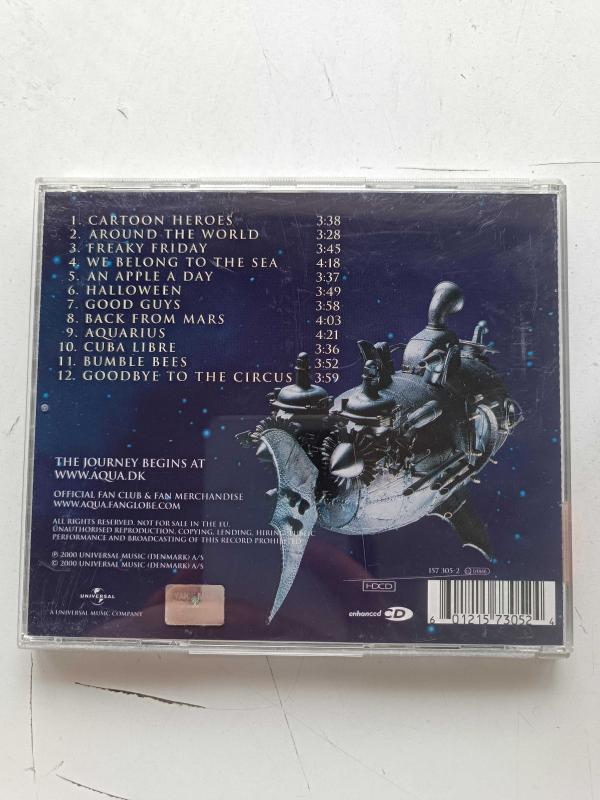 1. CARTOON HEROES 3:38
2. AROUND THE WORLD 3:28
3. FREAKY FRIDAY 3:45
4. WE BELONG TO THE SEA 4:18
5. AN APPLE A DAY 3:37
6. HALLOWEEN 3:49
7. GOOD GUYS 3:58
8. BACK FROM MARS 4:03
9. AQUARIUS 4:21
10. CUBA LIBRE 3:36
11. BUMBLE BEES 3:52
12. GOODBYE TO THE CIRCUS 3:59
THE JOURNEY BEGINS AT
WWW.AQUA.DK
OFFICIAL FAN CLUB & FAN MERCHANDISE
WWW.AQUA.FANGLOBE.COM
ALL RIGHTS RESERVED. NOT FOR SALE IN THE EU.
UNAUTHORISED REPRODUCTION, COPYING, LENDING, HIRING, PUBLIC
PERFORMANCE AND BROADCASTING OF THIS RECORD PROHIBITED
℗ 2000 UNIVERSAL MUSIC (DENMARK) A/S
© 2000 UNIVERSAL MUSIC (DENMARK) A/S
157 305-2
UNIVERSAL
A UNIVERSAL MUSIC COMPANY
HDCD
enhanced CD
6 01215 73052 4